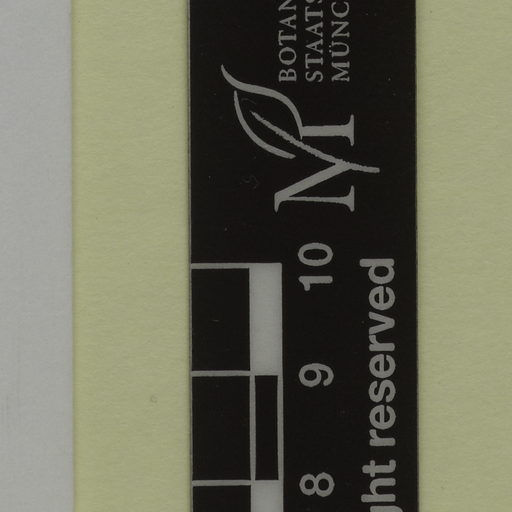 BOTAN
STAATS
MÜNC
M
10
9
8
ght reserved